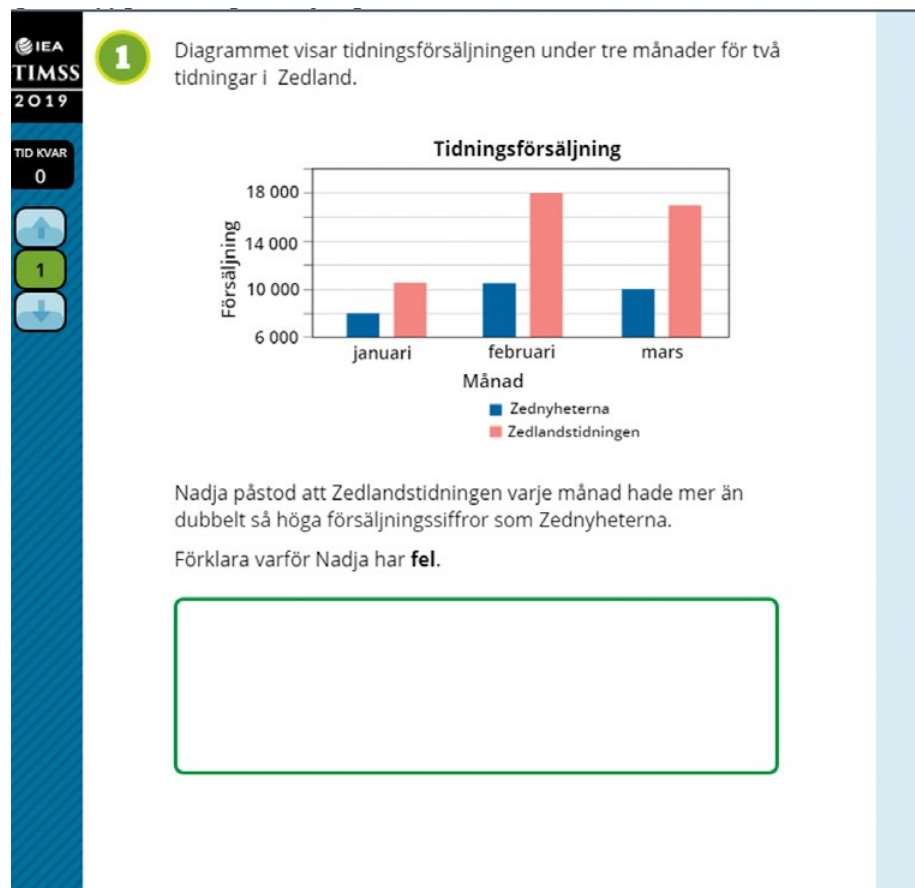 IEA
TIMSS
2019
TID KVAR
0
1
1
Diagrammet visar tidningsförsäljningen under tre månader för två
tidningar i Zedland.
Tidningsförsäljning
Försäljning
18 000
14 000
10 000
6 000
januari februari mars
Månad
Zednyheterna
Zedlandstidningen
Nadja påstod att Zedlandstidningen varje månad hade mer än
dubbelt så höga försäljningssiffror som Zednyheterna.
Förklara varför Nadja har fel.